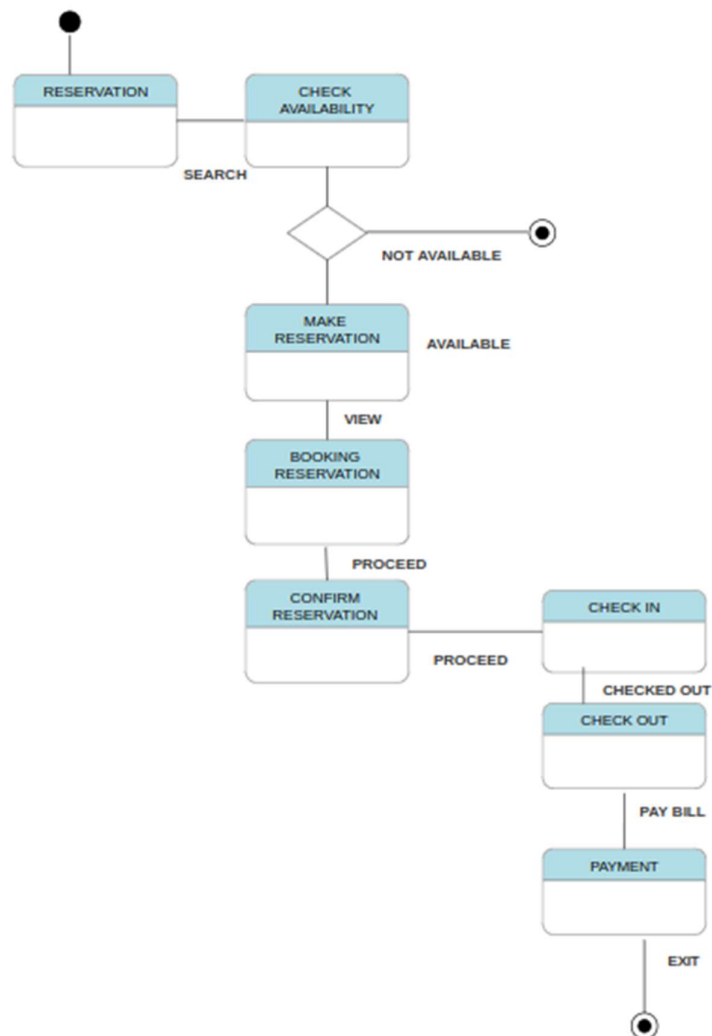 RESERVATION
CHECK
AVAILABILITY
SEARCH
NOT AVAILABLE
MAKE
RESERVATION
AVAILABLE
VIEW
BOOKING
RESERVATION
PROCEED
CONFIRM
RESERVATION
CHECK IN
PROCEED
CHECKED OUT
CHECK OUT
PAY BILL
PAYMENT
EXIT